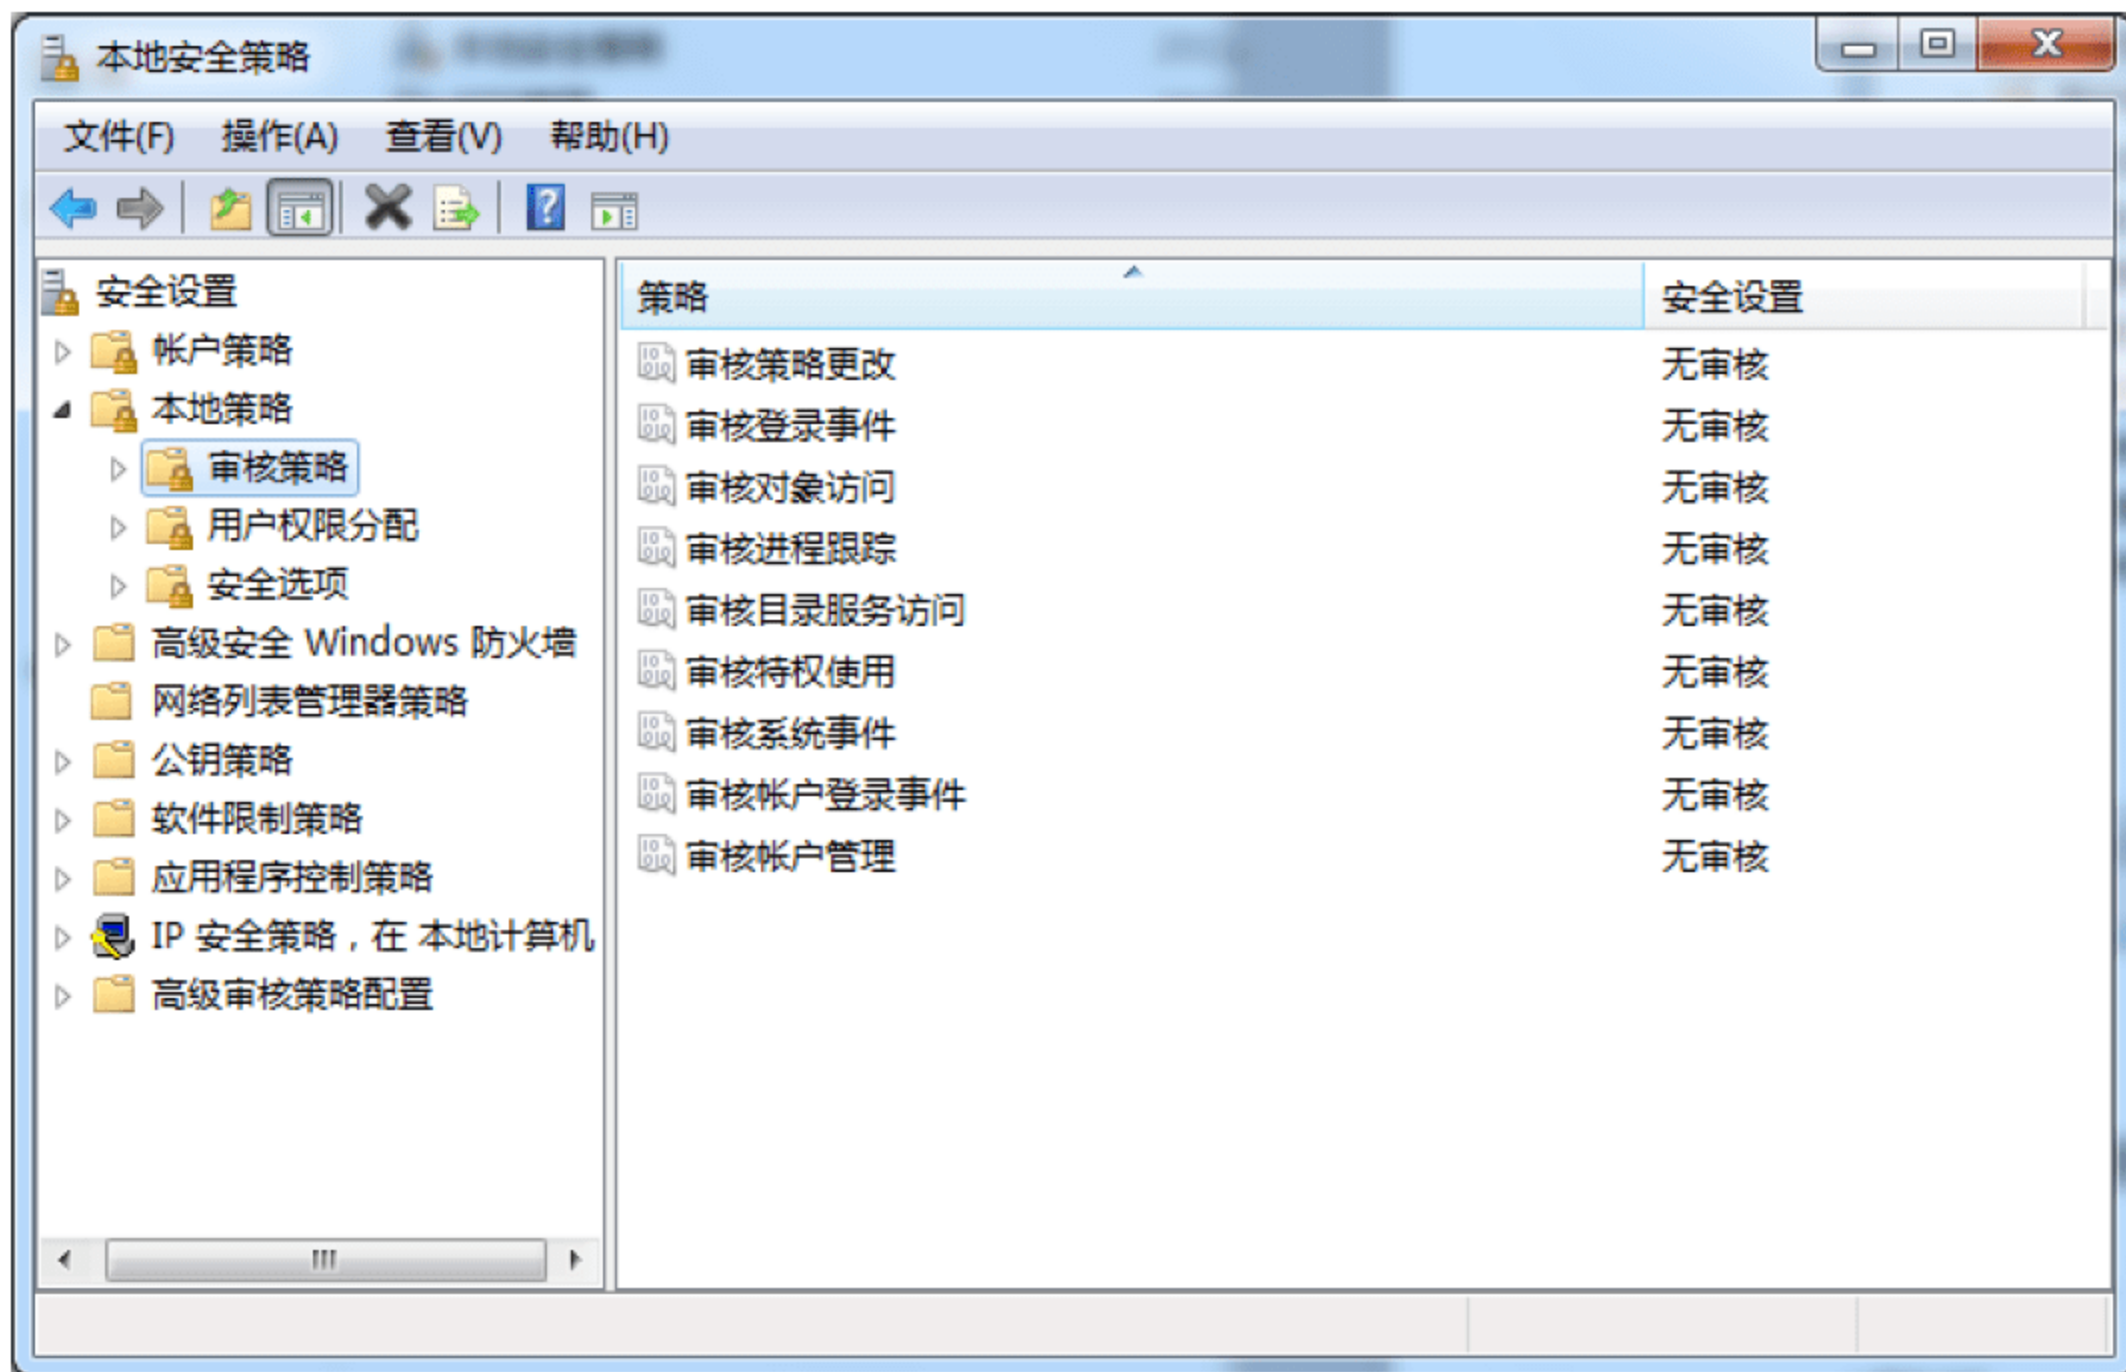 本地安全策略
文件(F) 操作(A) 查看(V) 帮助(H)
安全设置
帐户策略
本地策略
审核策略
用户权限分配
安全选项
高级安全 Windows 防火墙
网络列表管理器策略
公钥策略
软件限制策略
应用程序控制策略
IP 安全策略，在 本地计算机
高级审核策略配置
策略 安全设置
审核策略更改 无审核
审核登录事件 无审核
审核对象访问 无审核
审核进程跟踪 无审核
审核目录服务访问 无审核
审核特权使用 无审核
审核系统事件 无审核
审核帐户登录事件 无审核
审核帐户管理 无审核